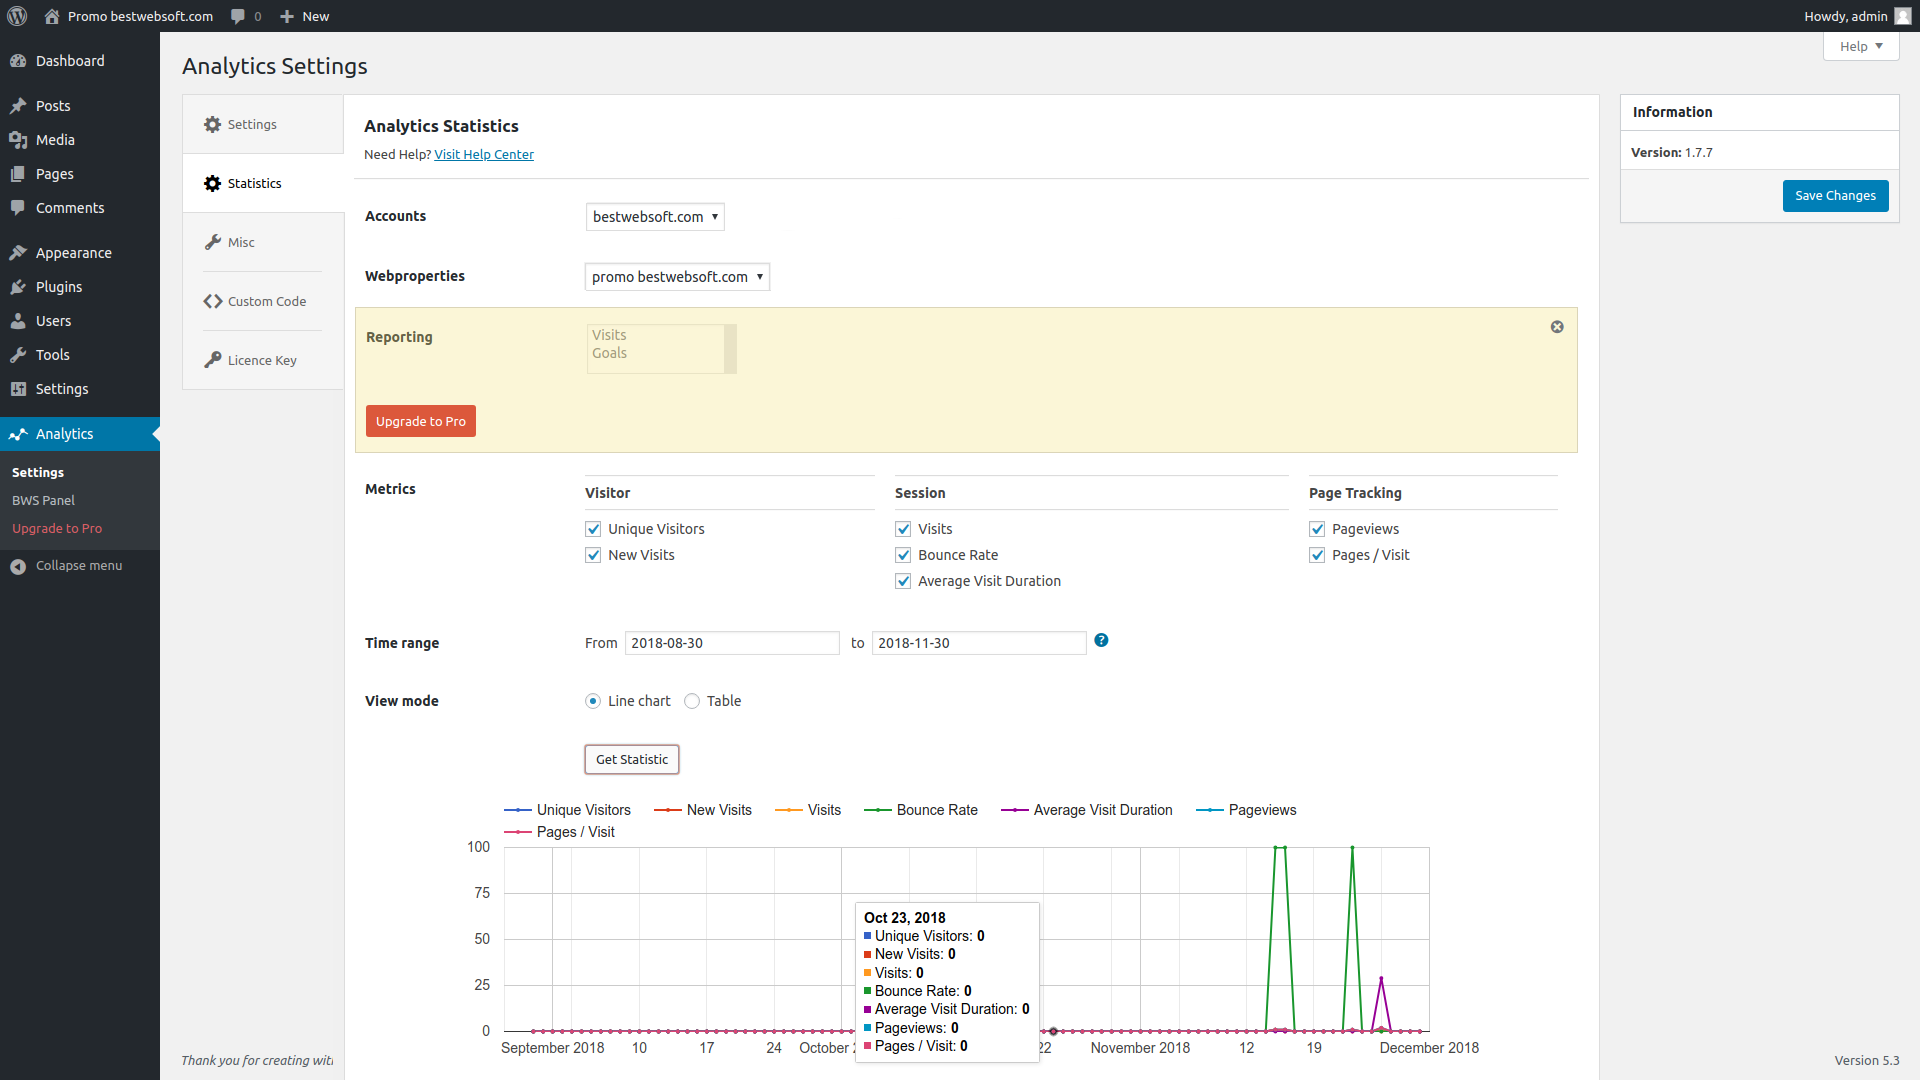 Promo bestwebsoft.com 0 New Howdy, admin
Help
Dashboard
Posts
Media
Pages
Comments
Appearance
Plugins
Users
Tools
Settings
Analytics
Settings
BWS Panel
Upgrade to Pro
Collapse menu
Analytics Settings
Settings
Statistics
Misc
Custom Code
Licence Key
Analytics Statistics
Need Help? Visit Help Center
Accounts bestwebsoft.com
Webproperties promo bestwebsoft.com
Reporting
Visits
Goals
Upgrade to Pro
Metrics
Visitor Session Page Tracking
Unique Visitors Visits Pageviews
New Visits Bounce Rate Pages / Visit
Average Visit Duration
Time range From 2018-08-30 to 2018-11-30 ?
View mode Line chart Table
Get Statistic
Unique Visitors New Visits Visits Bounce Rate Average Visit Duration Pageviews
Pages / Visit
100
75
50
25
0
Oct 23, 2018
Unique Visitors: 0
New Visits: 0
Visits: 0
Bounce Rate: 0
Average Visit Duration: 0
Pageviews: 0
Pages / Visit: 0
September 2018 10 17 24 October 22 November 2018 12 19 December 2018
Information
Version: 1.7.7
Save Changes
Thank you for creating with
Version 5.3